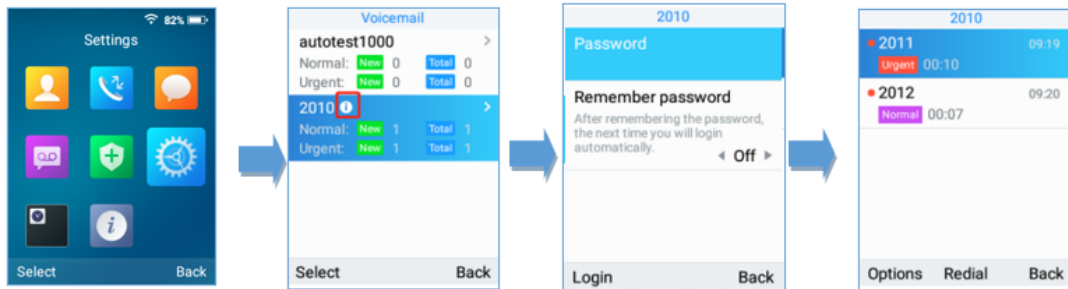 82%
Settings
Select Back
Voicemail
autotest1000
Normal: New 0 Total 0
Urgent: New 0 Total 0
2010
Normal: New 1 Total 1
Urgent: New 1 Total 1
Select Back
2010
Password
Remember password
After remembering the password,
the next time you will login
automatically.
Off
Login Back
2010
2011 09:19
Urgent 00:10
2012 09:20
Normal 00:07
Options Redial Back